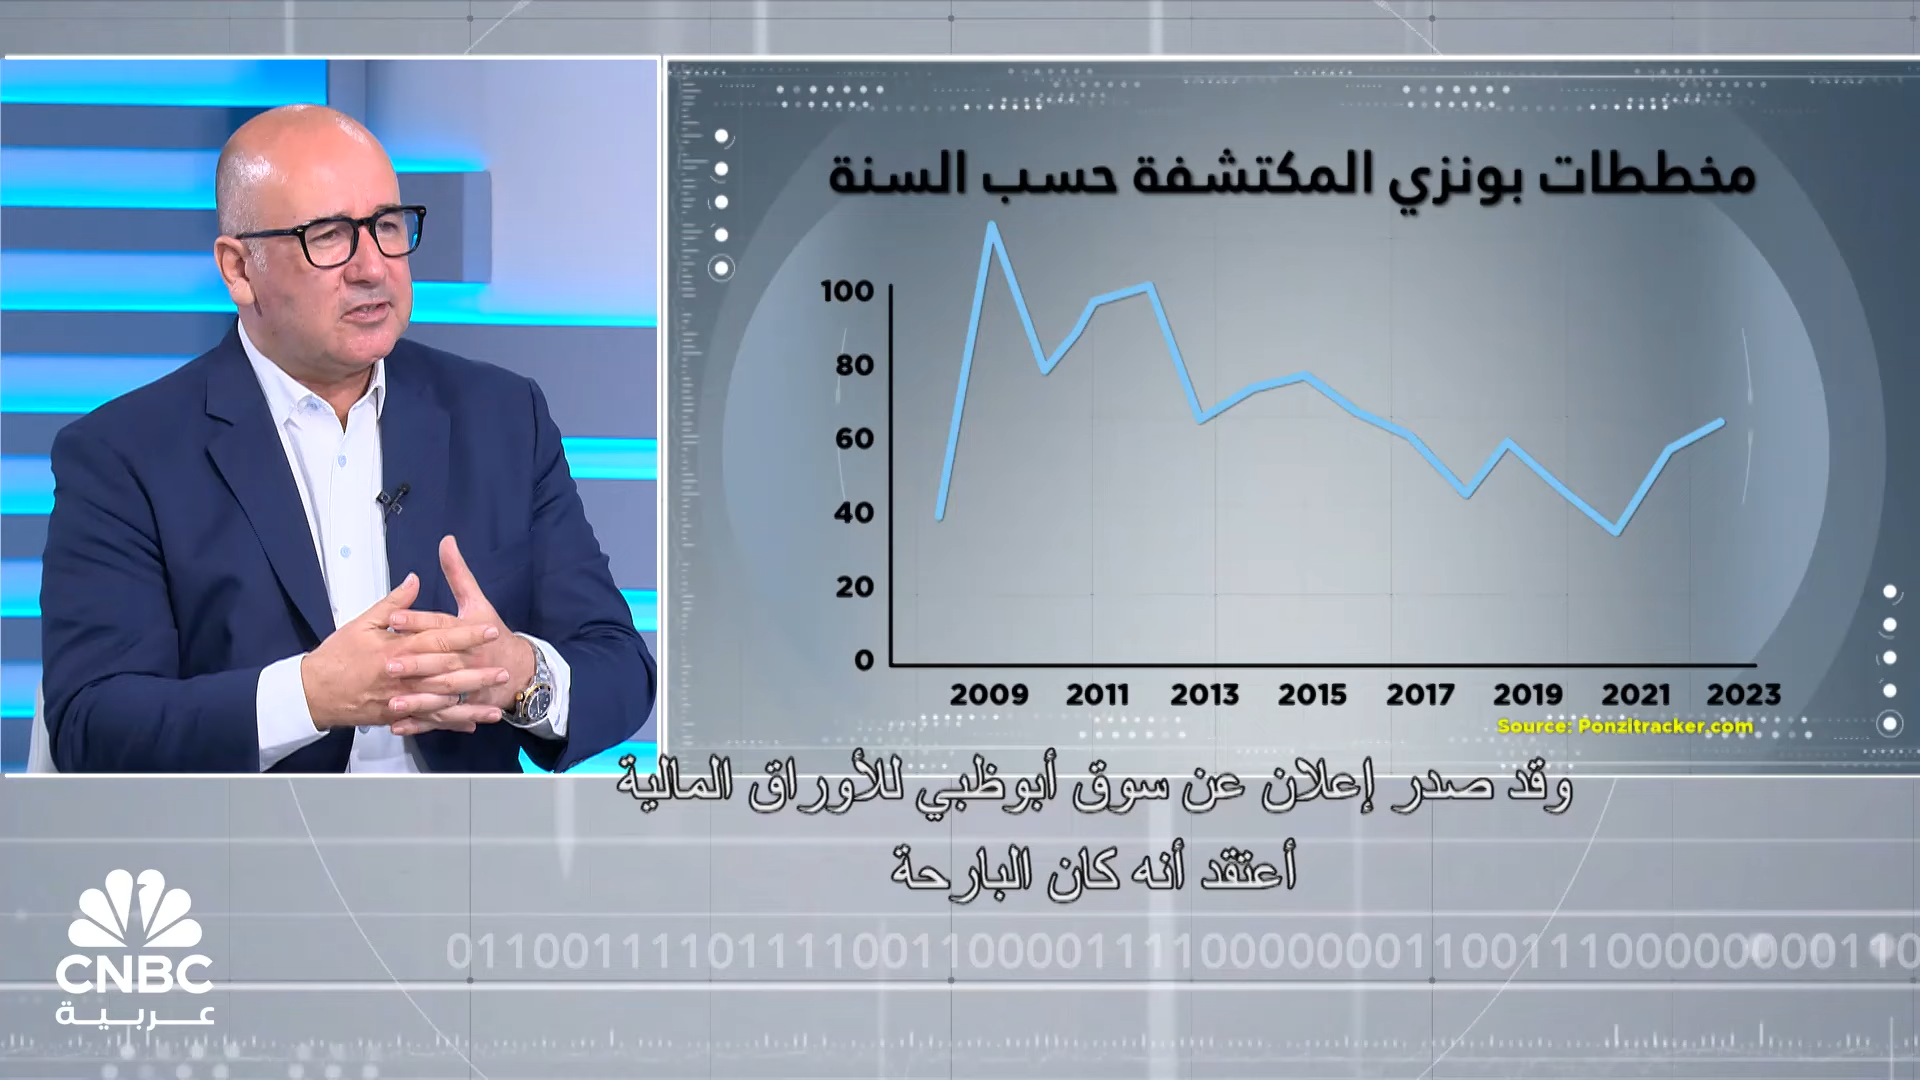 مخططات بونزي المكتشفة حسب السنة
100
80
60
40
20
0
2009 2011 2013 2015 2017 2019 2021 2023
Source: Ponzitracker.com
وقد صدر إعلان عن سوق أبوظبي للأوراق المالية
أعتقد أنه كان البارحة
CNBC
عربية